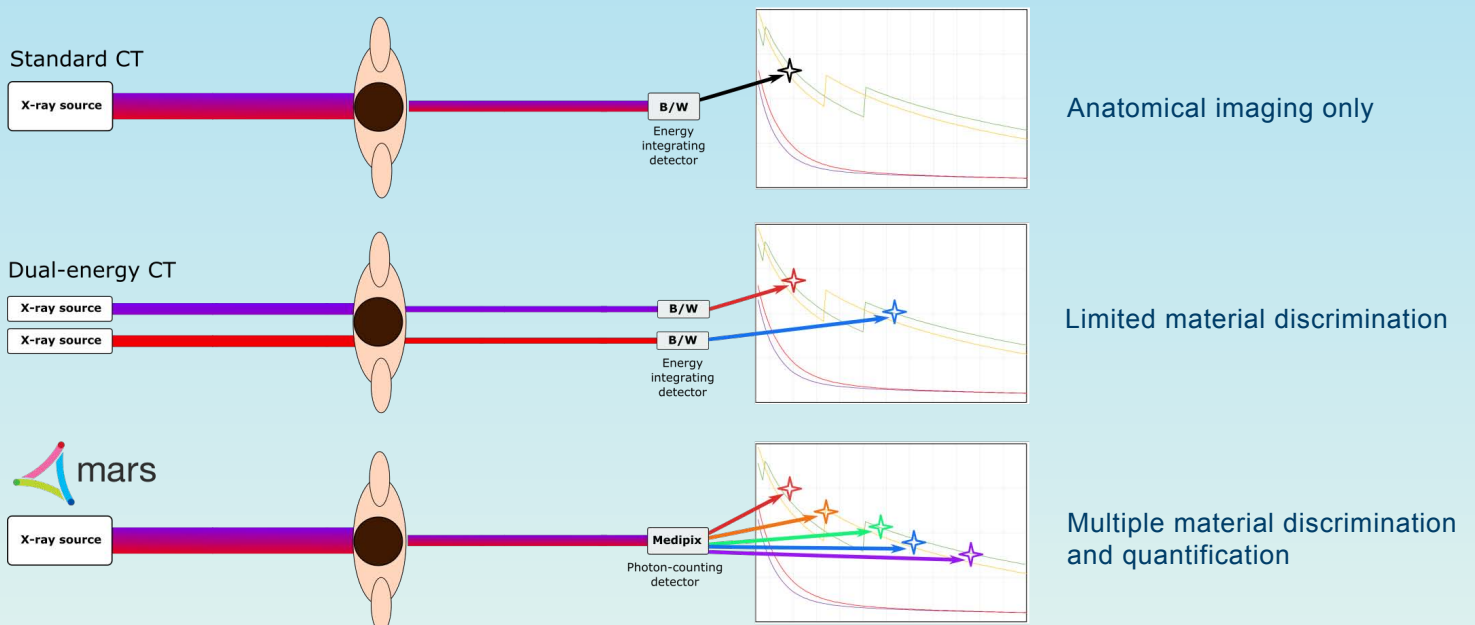 Standard CT
X-ray source
B/W
Energy
integrating
detector
Anatomical imaging only
Dual-energy CT
X-ray source
X-ray source
B/W
B/W
Energy
integrating
detector
Limited material discrimination
mars
X-ray source
Medipix
Photon-counting
detector
Multiple material discrimination
and quantification